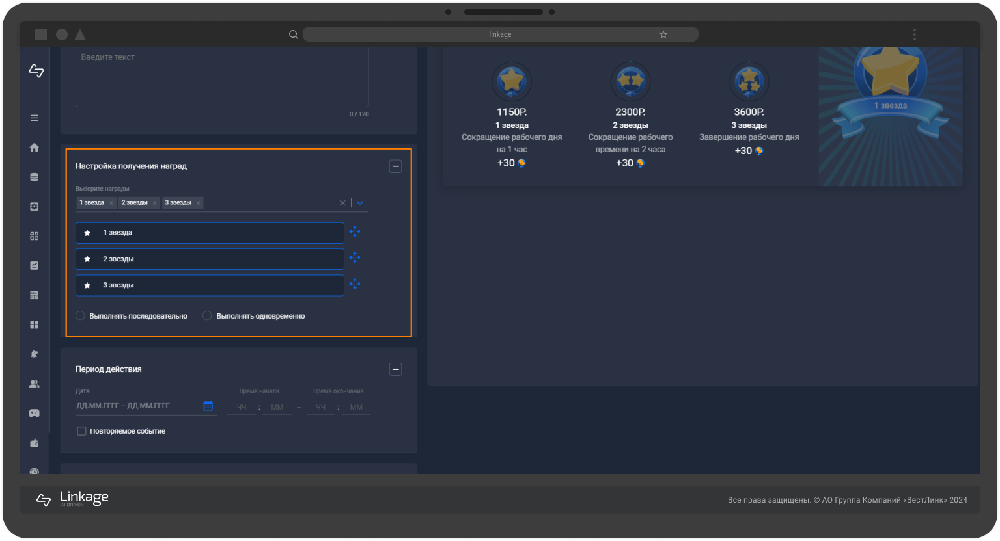 linkage
Введите текст
0 / 120
Настройка получения наград
Выберите награды
1 звезда × 2 звезды × 3 звезды ×
1 звезда
2 звезды
3 звезды
Выполнять последовательно Выполнять одновременно
Период действия
Дата Время начала Время окончания
ДД.ММ.ГГГГ – ДД.ММ.ГГГГ ЧЧ : ММ – ЧЧ : ММ
Повторяемое событие
1150Р.
1 звезда
Сокращение рабочего дня
на 1 час
+30
2300Р.
2 звезды
Сокращение рабочего
времени на 2 часа
+30
3600Р.
3 звезды
Завершение рабочего дня
+30
1 звезда
Linkage
AI DRIVEN
Все права защищены. © АО Группа Компаний «ВестЛинк» 2024